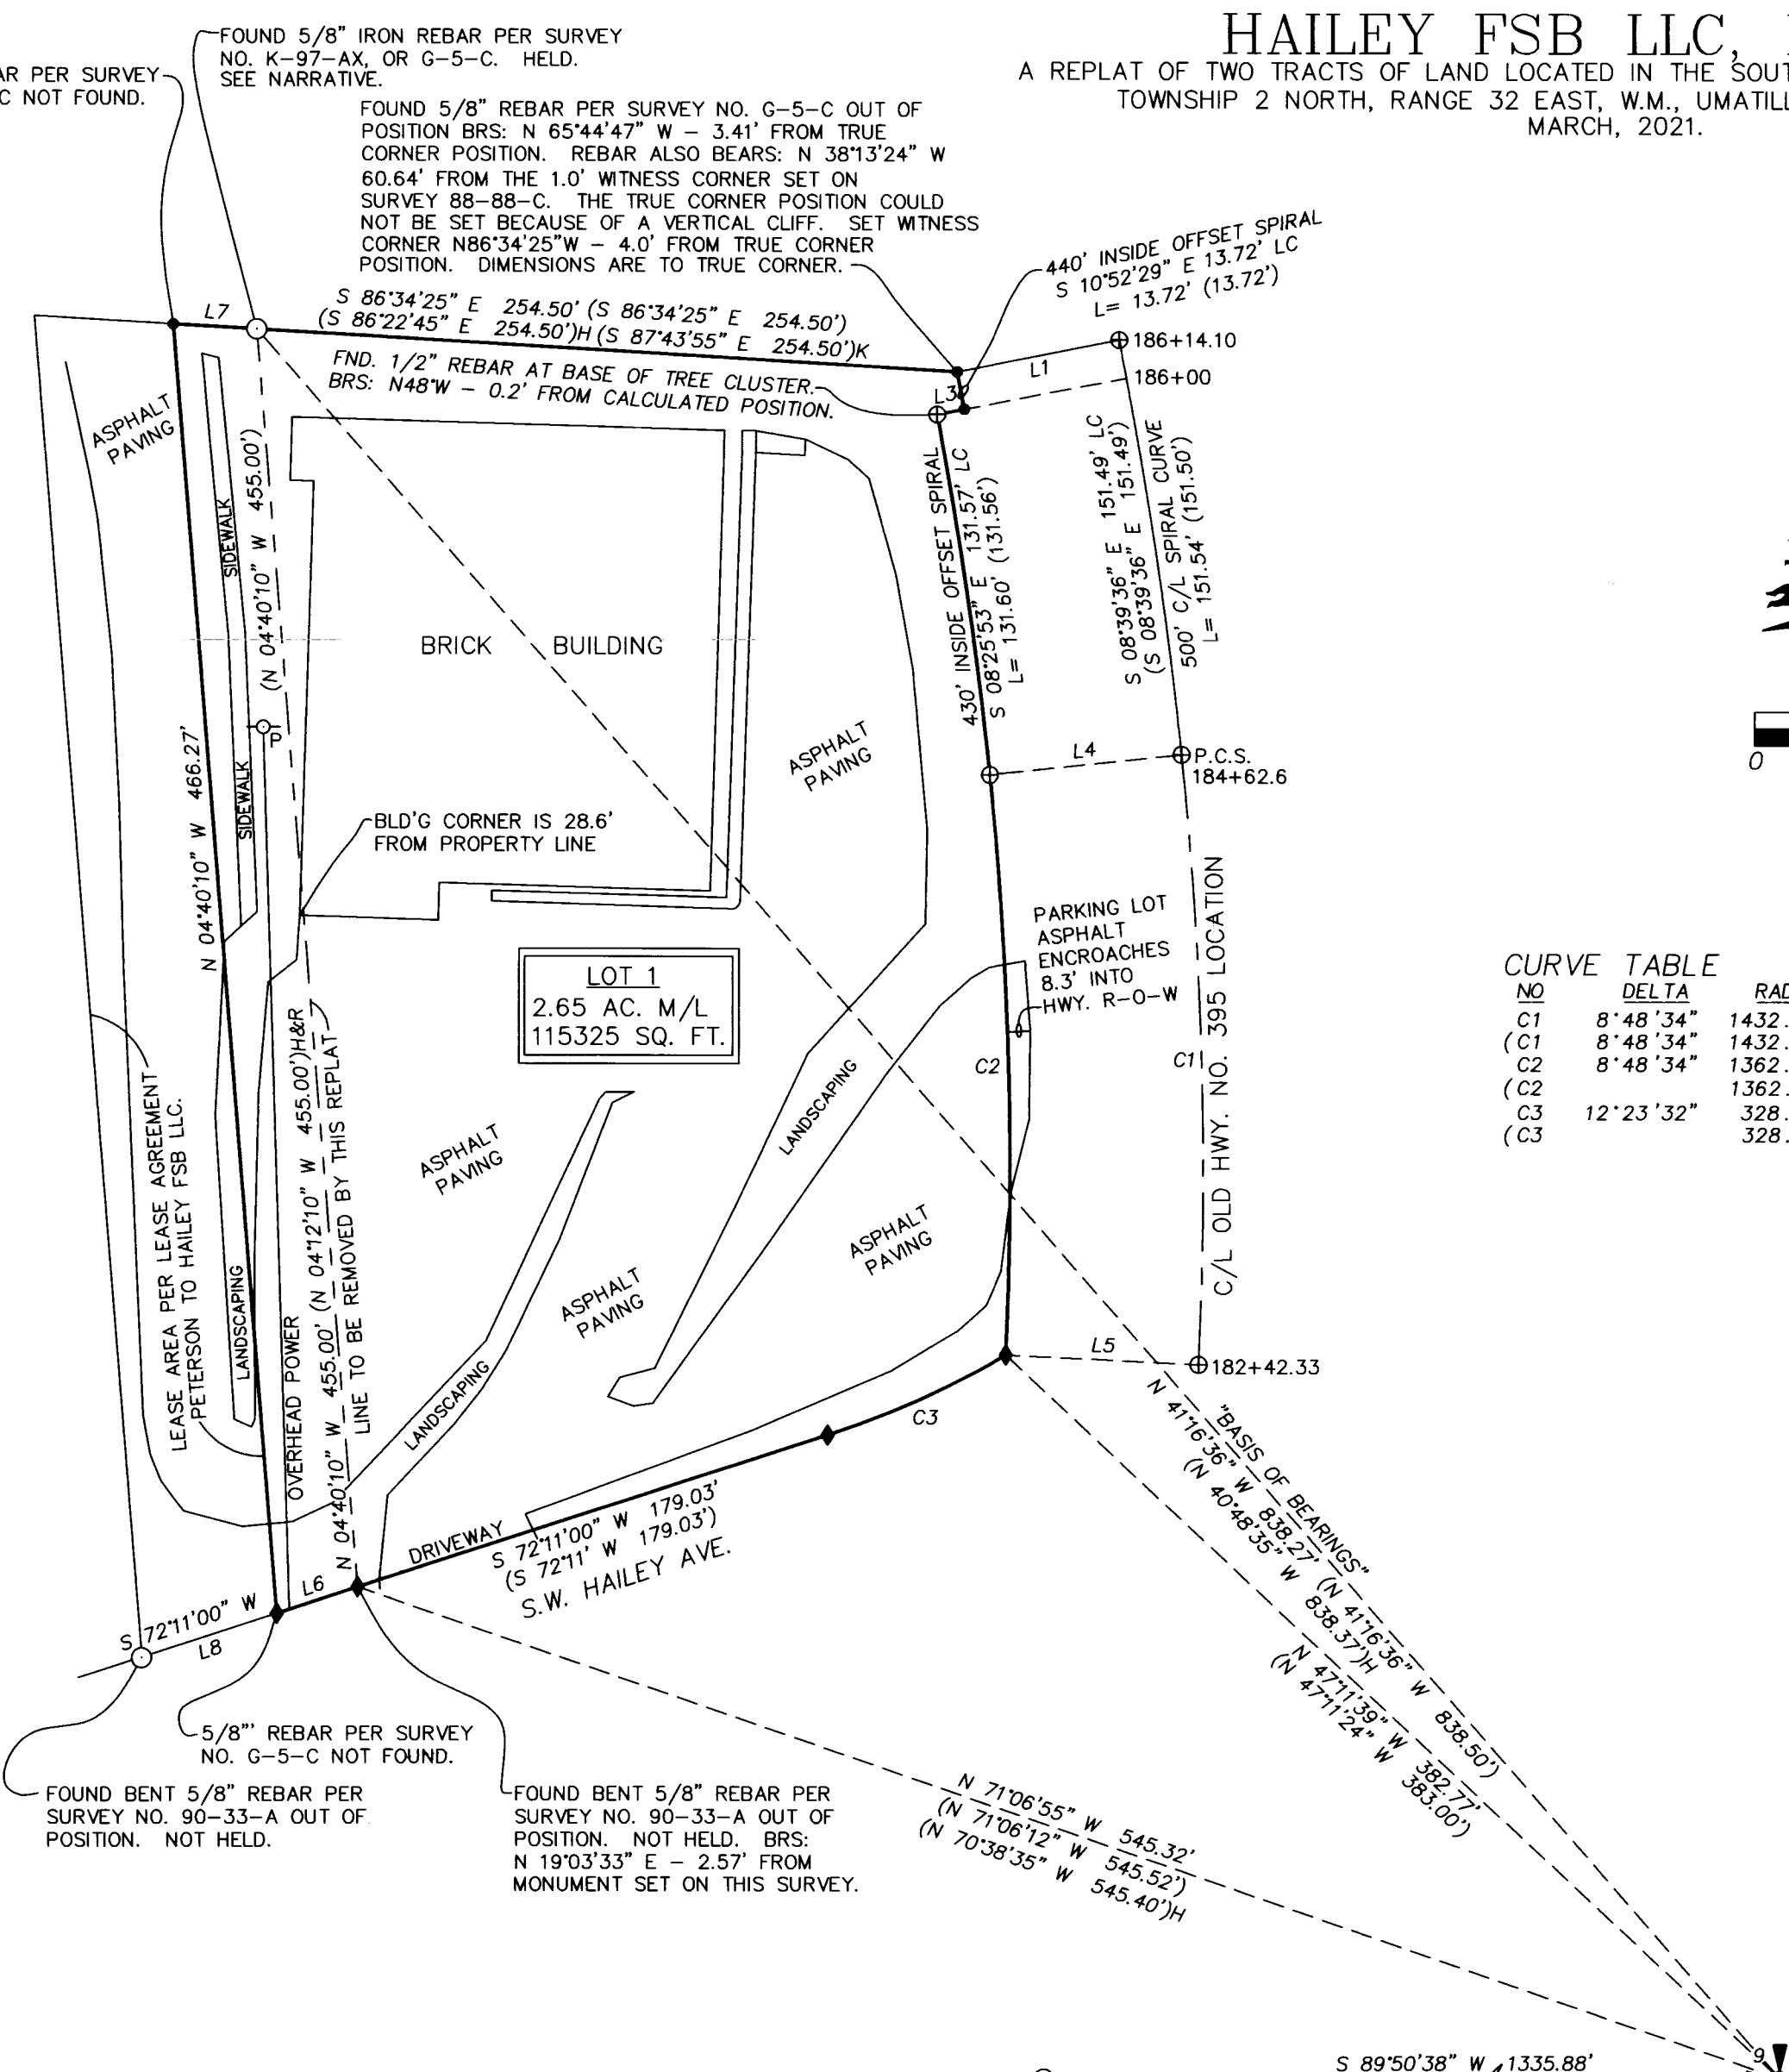 HAILEY FSB LLC,
A REPLAT OF TWO TRACTS OF LAND LOCATED IN THE SOUT
TOWNSHIP 2 NORTH, RANGE 32 EAST, W.M., UMATILL
MARCH, 2021.
AR PER SURVEY
C NOT FOUND.
FOUND 5/8" IRON REBAR PER SURVEY
NO. K-97-AX, OR G-5-C. HELD.
SEE NARRATIVE.
FOUND 5/8" REBAR PER SURVEY NO. G-5-C OUT OF
POSITION BRS: N 65°44'47" W - 3.41' FROM TRUE
CORNER POSITION. REBAR ALSO BEARS: N 38°13'24" W
60.64' FROM THE 1.0' WITNESS CORNER SET ON
SURVEY 88-88-C. THE TRUE CORNER POSITION COULD
NOT BE SET BECAUSE OF A VERTICAL CLIFF. SET WITNESS
CORNER N86°34'25"W - 4.0' FROM TRUE CORNER
POSITION. DIMENSIONS ARE TO TRUE CORNER.
440' INSIDE OFFSET SPIRAL
S 10°52'29" E 13.72' LC
L= 13.72' (13.72')
L7
S 86°34'25" E 254.50' (S 86°34'25" E 254.50')
(S 86°22'45" E 254.50')H (S 87°43'55" E 254.50')K
FND. 1/2" REBAR AT BASE OF TREE CLUSTER.
BRS: N48°W - 0.2' FROM CALCULATED POSITION.
L3
L1
186+14.10
186+00
ASPHALT
PAVING
SIDEWALK
(N 04°40'10" W 455.00')
BRICK BUILDING
430' INSIDE OFFSET SPIRAL
S 08°25'53" E 131.57' LC
L= 131.60' (131.56')
S 08°39'36" E 151.49' LC
(S 08°39'36" E 151.49')
500' C/L SPIRAL CURVE
L= 151.54' (151.50')
P
N 04°40'10" W 466.27'
SIDEWALK
ASPHALT
PAVING
L4
P.C.S.
184+62.6
0
BLD'G CORNER IS 28.6'
FROM PROPERTY LINE
PARKING LOT
ASPHALT
ENCROACHES
8.3' INTO
HWY. R-O-W
LOT 1
2.65 AC. M/L
115325 SQ. FT.
C2
C1
C/L OLD HWY. NO. 395 LOCATION
CURVE TABLE
NO DELTA RAD
C1 8°48'34" 1432.
(C1 8°48'34" 1432.
C2 8°48'34" 1362.
(C2 1362.
C3 12°23'32" 328.
(C3 328.
LANDSCAPING
ASPHALT
PAVING
LEASE AREA PER LEASE AGREEMENT
PETERSON TO HAILEY FSB LLC.
LANDSCAPING
OVERHEAD POWER
N 04°40'10" W 455.00' (N 04°12'10" W 455.00')H&R
LINE TO BE REMOVED BY THIS REPLAT
ASPHALT
PAVING
ASPHALT
PAVING
LANDSCAPING
L5
182+42.33
C3
"BASIS OF BEARINGS"
N 41°16'36" W 838.27' (N 41°16'36" W 838.50')
(N 40°48'35" W 838.37')H
N 47°11'39" W 382.77'
(N 47°11'24" W 383.00')
DRIVEWAY
S 72°11'00" W 179.03'
(S 72°11' W 179.03')
S.W. HAILEY AVE.
L6
S 72°11'00" W
L8
5/8"' REBAR PER SURVEY
NO. G-5-C NOT FOUND.
FOUND BENT 5/8" REBAR PER
SURVEY NO. 90-33-A OUT OF
POSITION. NOT HELD.
FOUND BENT 5/8" REBAR PER
SURVEY NO. 90-33-A OUT OF
POSITION. NOT HELD. BRS:
N 19°03'33" E - 2.57' FROM
MONUMENT SET ON THIS SURVEY.
N 71°06'55" W 545.32'
(N 71°06'12" W 545.52')
(N 70°38'35" W 545.40')H
9
S 89°50'38" W 1335.88'